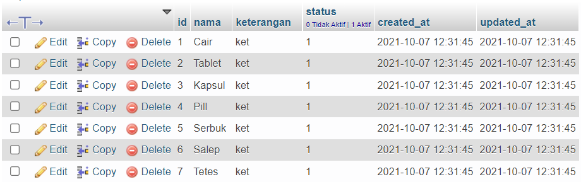 id nama keterangan status created_at updated_at
0 Tidak Aktif | 1 Aktif
Edit Copy Delete 1 Cair ket 1 2021-10-07 12:31:45 2021-10-07 12:31:45
Edit Copy Delete 2 Tablet ket 1 2021-10-07 12:31:45 2021-10-07 12:31:45
Edit Copy Delete 3 Kapsul ket 1 2021-10-07 12:31:45 2021-10-07 12:31:45
Edit Copy Delete 4 Pill ket 1 2021-10-07 12:31:45 2021-10-07 12:31:45
Edit Copy Delete 5 Serbuk ket 1 2021-10-07 12:31:45 2021-10-07 12:31:45
Edit Copy Delete 6 Salep ket 1 2021-10-07 12:31:45 2021-10-07 12:31:45
Edit Copy Delete 7 Tetes ket 1 2021-10-07 12:31:45 2021-10-07 12:31:45